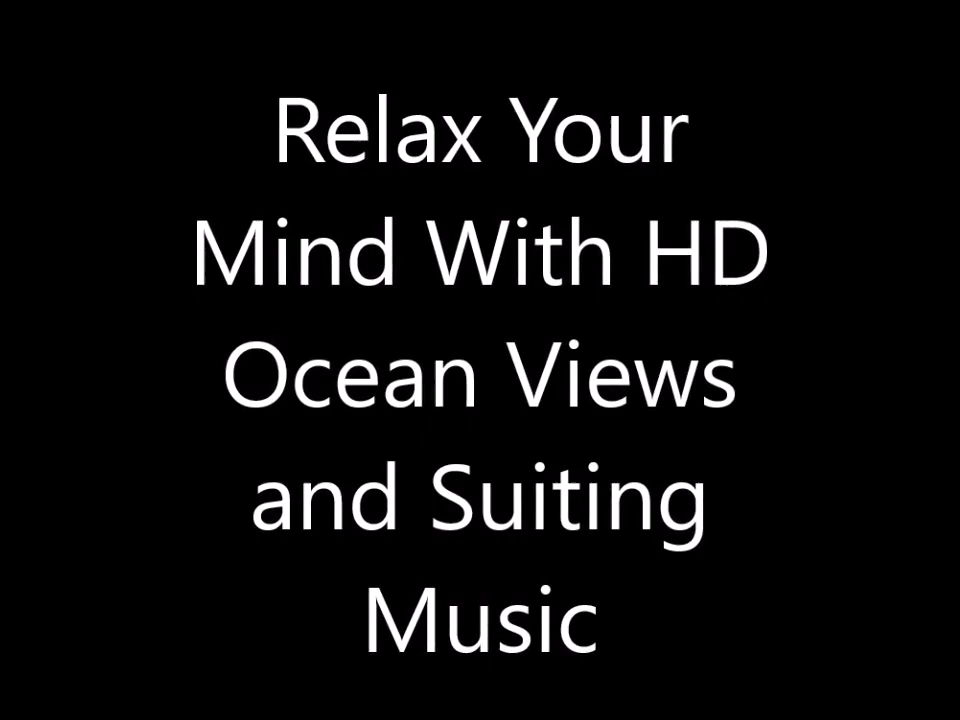 Relax Your
Mind With HD
Ocean Views
and Suiting
Music